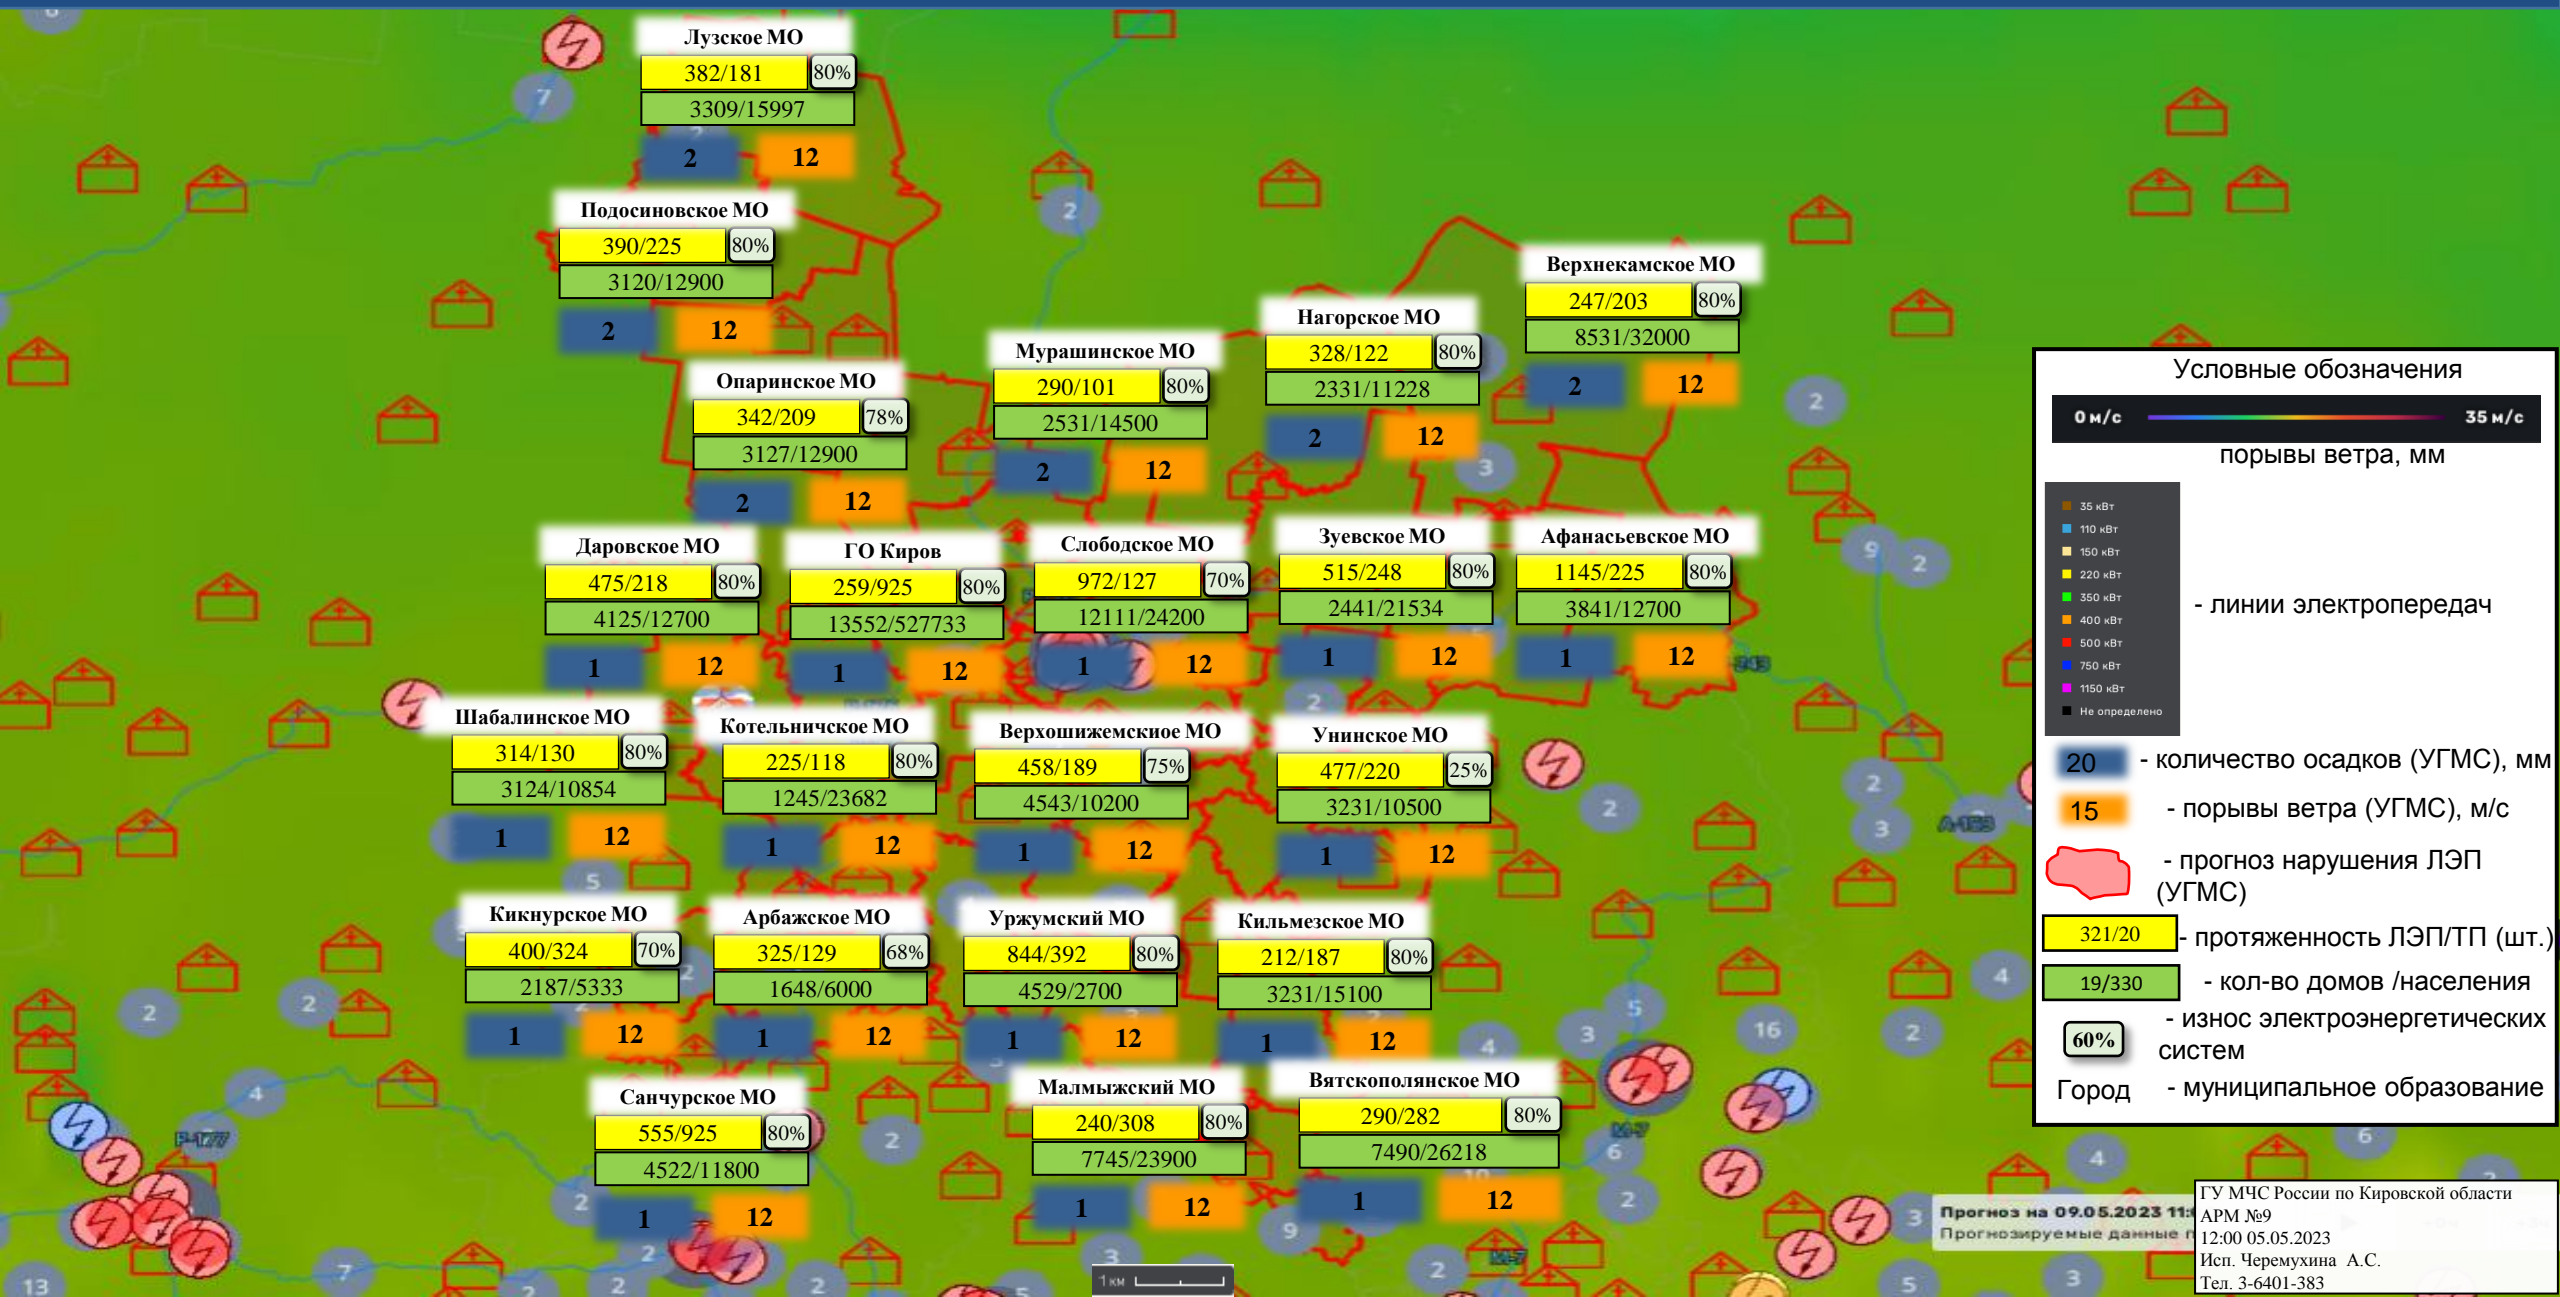 Лузское МО
382/181 80%
3309/15997
2 12
Подосиновское МО
390/225 80%
3120/12900
2 12
Опаринское МО
342/209 78%
3127/12900
2 12
Мурашинское МО
290/101 80%
2531/14500
2 12
Нагорское МО
328/122 80%
2331/11228
2 12
Верхнекамское МО
247/203 80%
8531/32000
2 12
Даровское МО
475/218 80%
4125/12700
1 12
ГО Киров
259/925 80%
13552/527733
1 12
Слободское МО
972/127 70%
12111/24200
1 12
Зуевское МО
515/248 80%
2441/21534
1 12
Афанасьевское МО
1145/225 80%
3841/12700
1 12
Шабалинское МО
314/130 80%
3124/10854
1 12
Котельничское МО
225/118 80%
1245/23682
1 12
Верхошижемскиое МО
458/189 75%
4543/10200
1 12
Унинское МО
477/220 25%
3231/10500
1 12
Кикнурское МО
400/324 70%
2187/5333
1 12
Арбажское МО
325/129 68%
1648/6000
1 12
Уржумский МО
844/392 80%
4529/2700
1 12
Кильмезское МО
212/187 80%
3231/15100
1 12
Санчурское МО
555/925 80%
4522/11800
1 12
Малмыжский МО
240/308 80%
7745/23900
1 12
Вятскополянское МО
290/282 80%
7490/26218
1 12
Условные обозначения
0 м/с 35 м/с
порывы ветра, мм
35 кВт
110 кВт
150 кВт
220 кВт
350 кВт
400 кВт
500 кВт
750 кВт
1150 кВт
Не определено
- линии электропередач
20 - количество осадков (УГМС), мм
15 - порывы ветра (УГМС), м/с
- прогноз нарушения ЛЭП
(УГМС)
321/20 - протяженность ЛЭП/ТП (шт.)
19/330 - кол-во домов /населения
60% - износ электроэнергетических
систем
Город - муниципальное образование
Р-177
А-153
М-7
М-7
1 км
Прогноз на 09.05.2023
Прогнозируемые данные
ГУ МЧС России по Кировской области
АРМ №9
12:00 05.05.2023
Исп. Черемухина А.С.
Тел. 3-6401-383